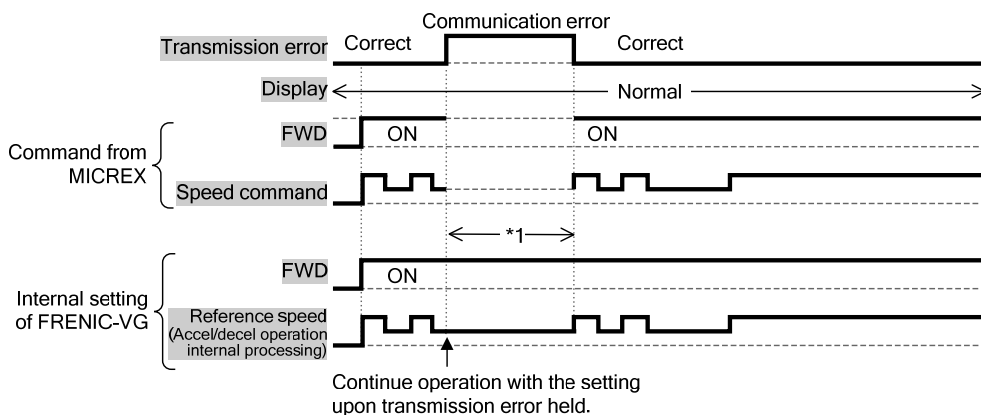 Communication error
Transmission error
Correct
Correct
Display
Normal
Command from
MICREX
FWD
ON
ON
Speed command
*1
Internal setting
of FRENIC-VG
FWD
ON
Reference speed
(Accel/decel operation
internal processing)
Continue operation with the setting
upon transmission error held.